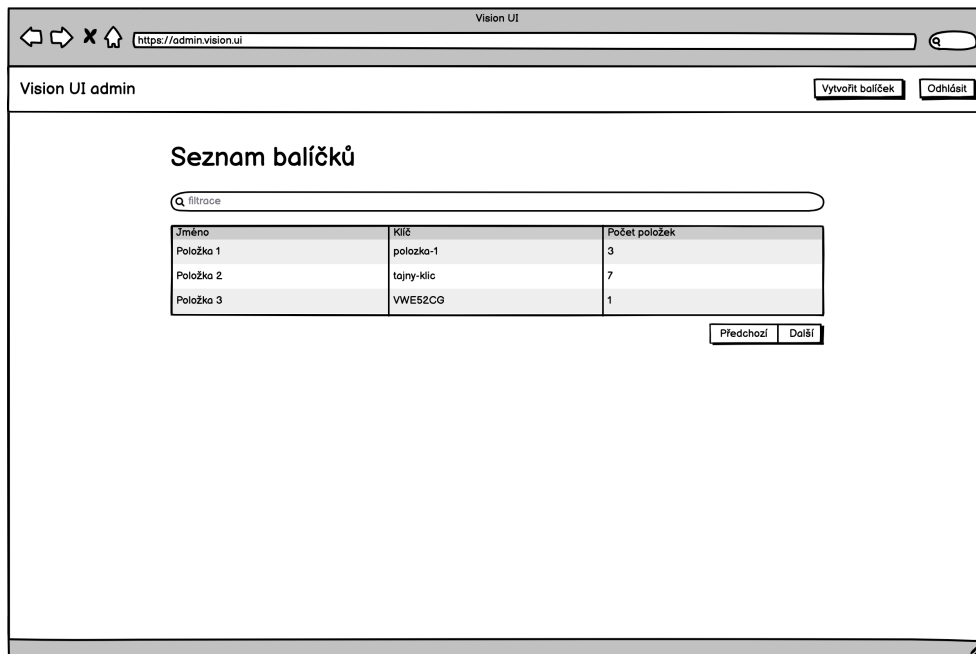 Vision UI
https://admin.vision.ui
Vision UI admin
Vytvořit balíček
Odhlásit
Seznam balíčků
filtrace
Jméno Klíč Počet položek
Položka 1 polozka-1 3
Položka 2 tajny-klic 7
Položka 3 VWE52CG 1
Předchozí Další